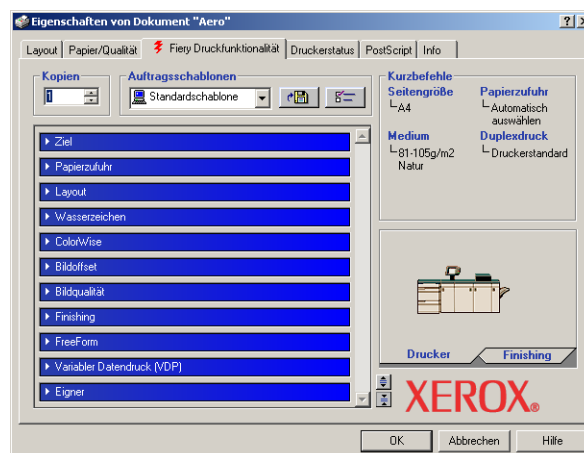 Eigenschaften von Dokument "Aero"
Layout Papier/Qualität Fiery Druckfunktionalität Druckerstatus PostScript Info
Kopien
1
Auftragsschablonen
Standardschablone
Kurzbefehle
Seitengröße Papierzufuhr
A4 Automatisch
auswählen
Medium Duplexdruck
81-105g/m2 Druckerstandard
Natur
Ziel
Papierzufuhr
Layout
Wasserzeichen
ColorWise
Bildoffset
Bildqualität
Finishing
FreeForm
Variabler Datendruck (VDP)
Eigner
Drucker Finishing
XEROX®
OK Abbrechen Hilfe